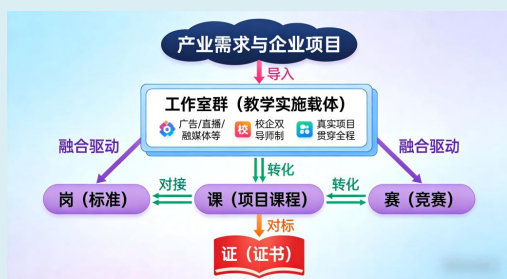 产业需求与企业项目
导入
工作室群（教学实施载体）
广告/直播/
融媒体等
校
校企双
导师制
真实项目
贯穿全程
融合驱动
融合驱动
转化
岗（标准）
对接
课（项目课程）
转化
赛（竞赛）
对标
证（证书）